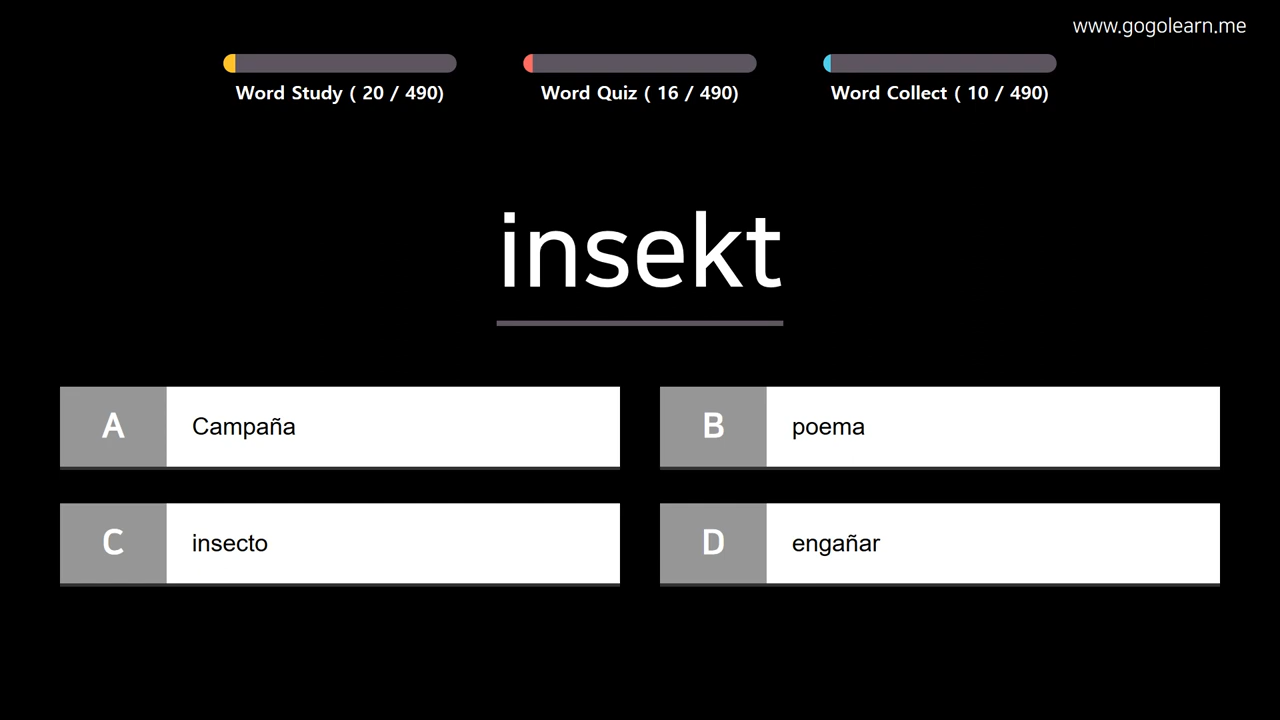 www.gogolearn.me
Word Study ( 20 / 490)
Word Quiz ( 16 / 490)
Word Collect ( 10 / 490)
insekt
A Campaña
B poema
C insecto
D engañar